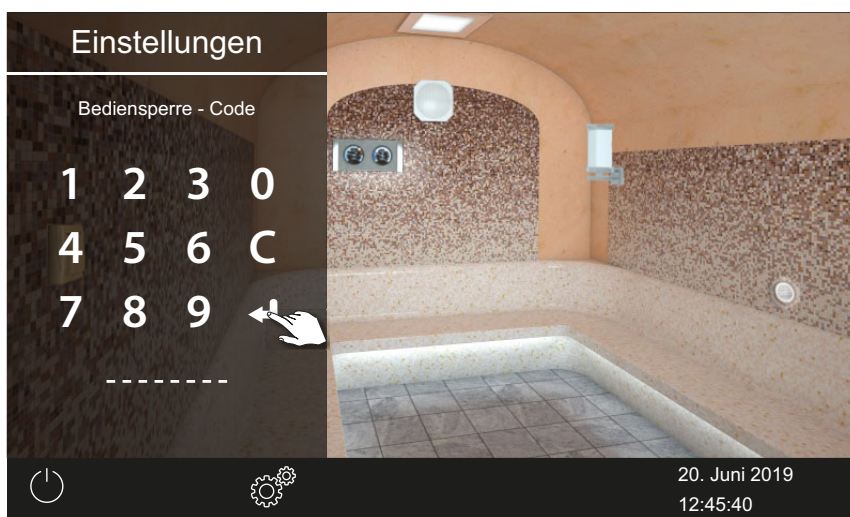 Einstellungen
Bediensperre - Code
1 2 3 0
4 5 6 C
7 8 9
--------
20. Juni 2019
12:45:40